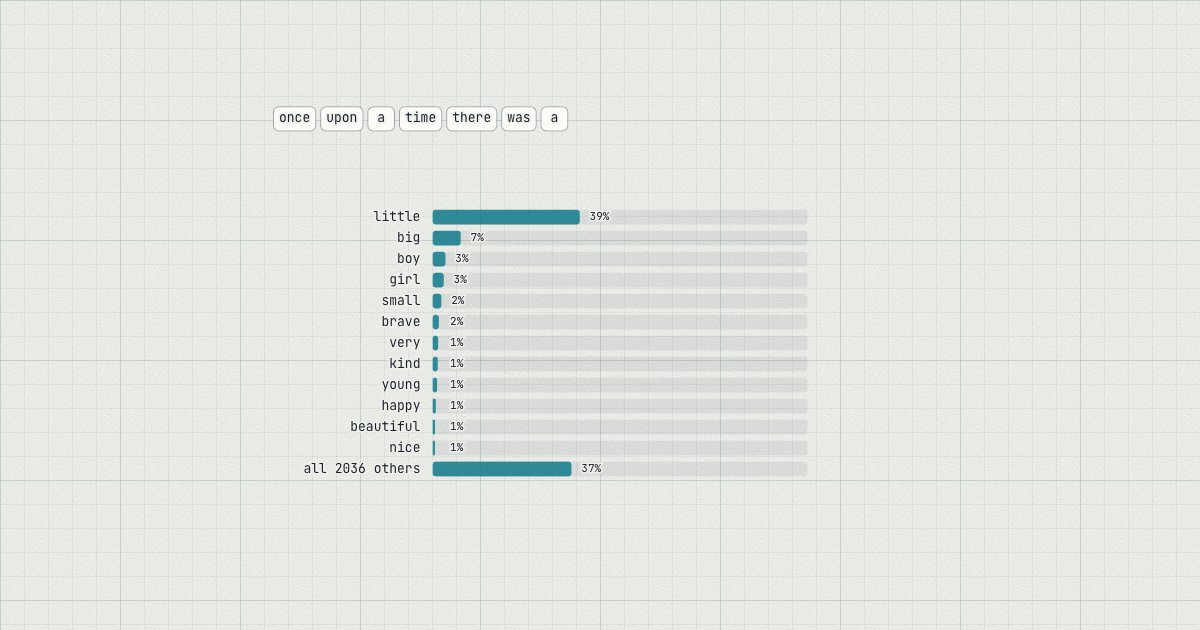 once upon a time there was a
little 39%
big 7%
boy 3%
girl 3%
small 2%
brave 2%
very 1%
kind 1%
young 1%
happy 1%
beautiful 1%
nice 1%
all 2036 others 37%